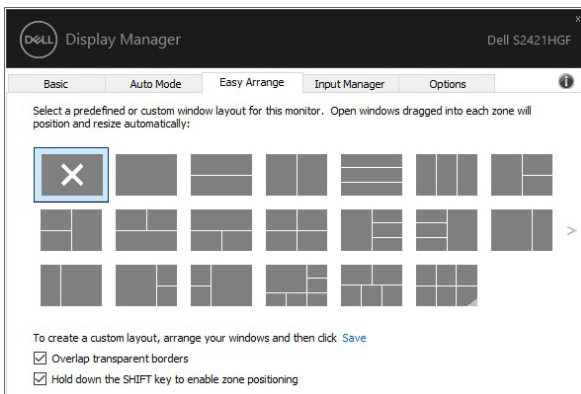 DELL Display Manager Dell S2421HGF
Basic Auto Mode Easy Arrange Input Manager Options
Select a predefined or custom window layout for this monitor. Open windows dragged into each zone will
position and resize automatically:
To create a custom layout, arrange your windows and then click Save
Overlap transparent borders
Hold down the SHIFT key to enable zone positioning